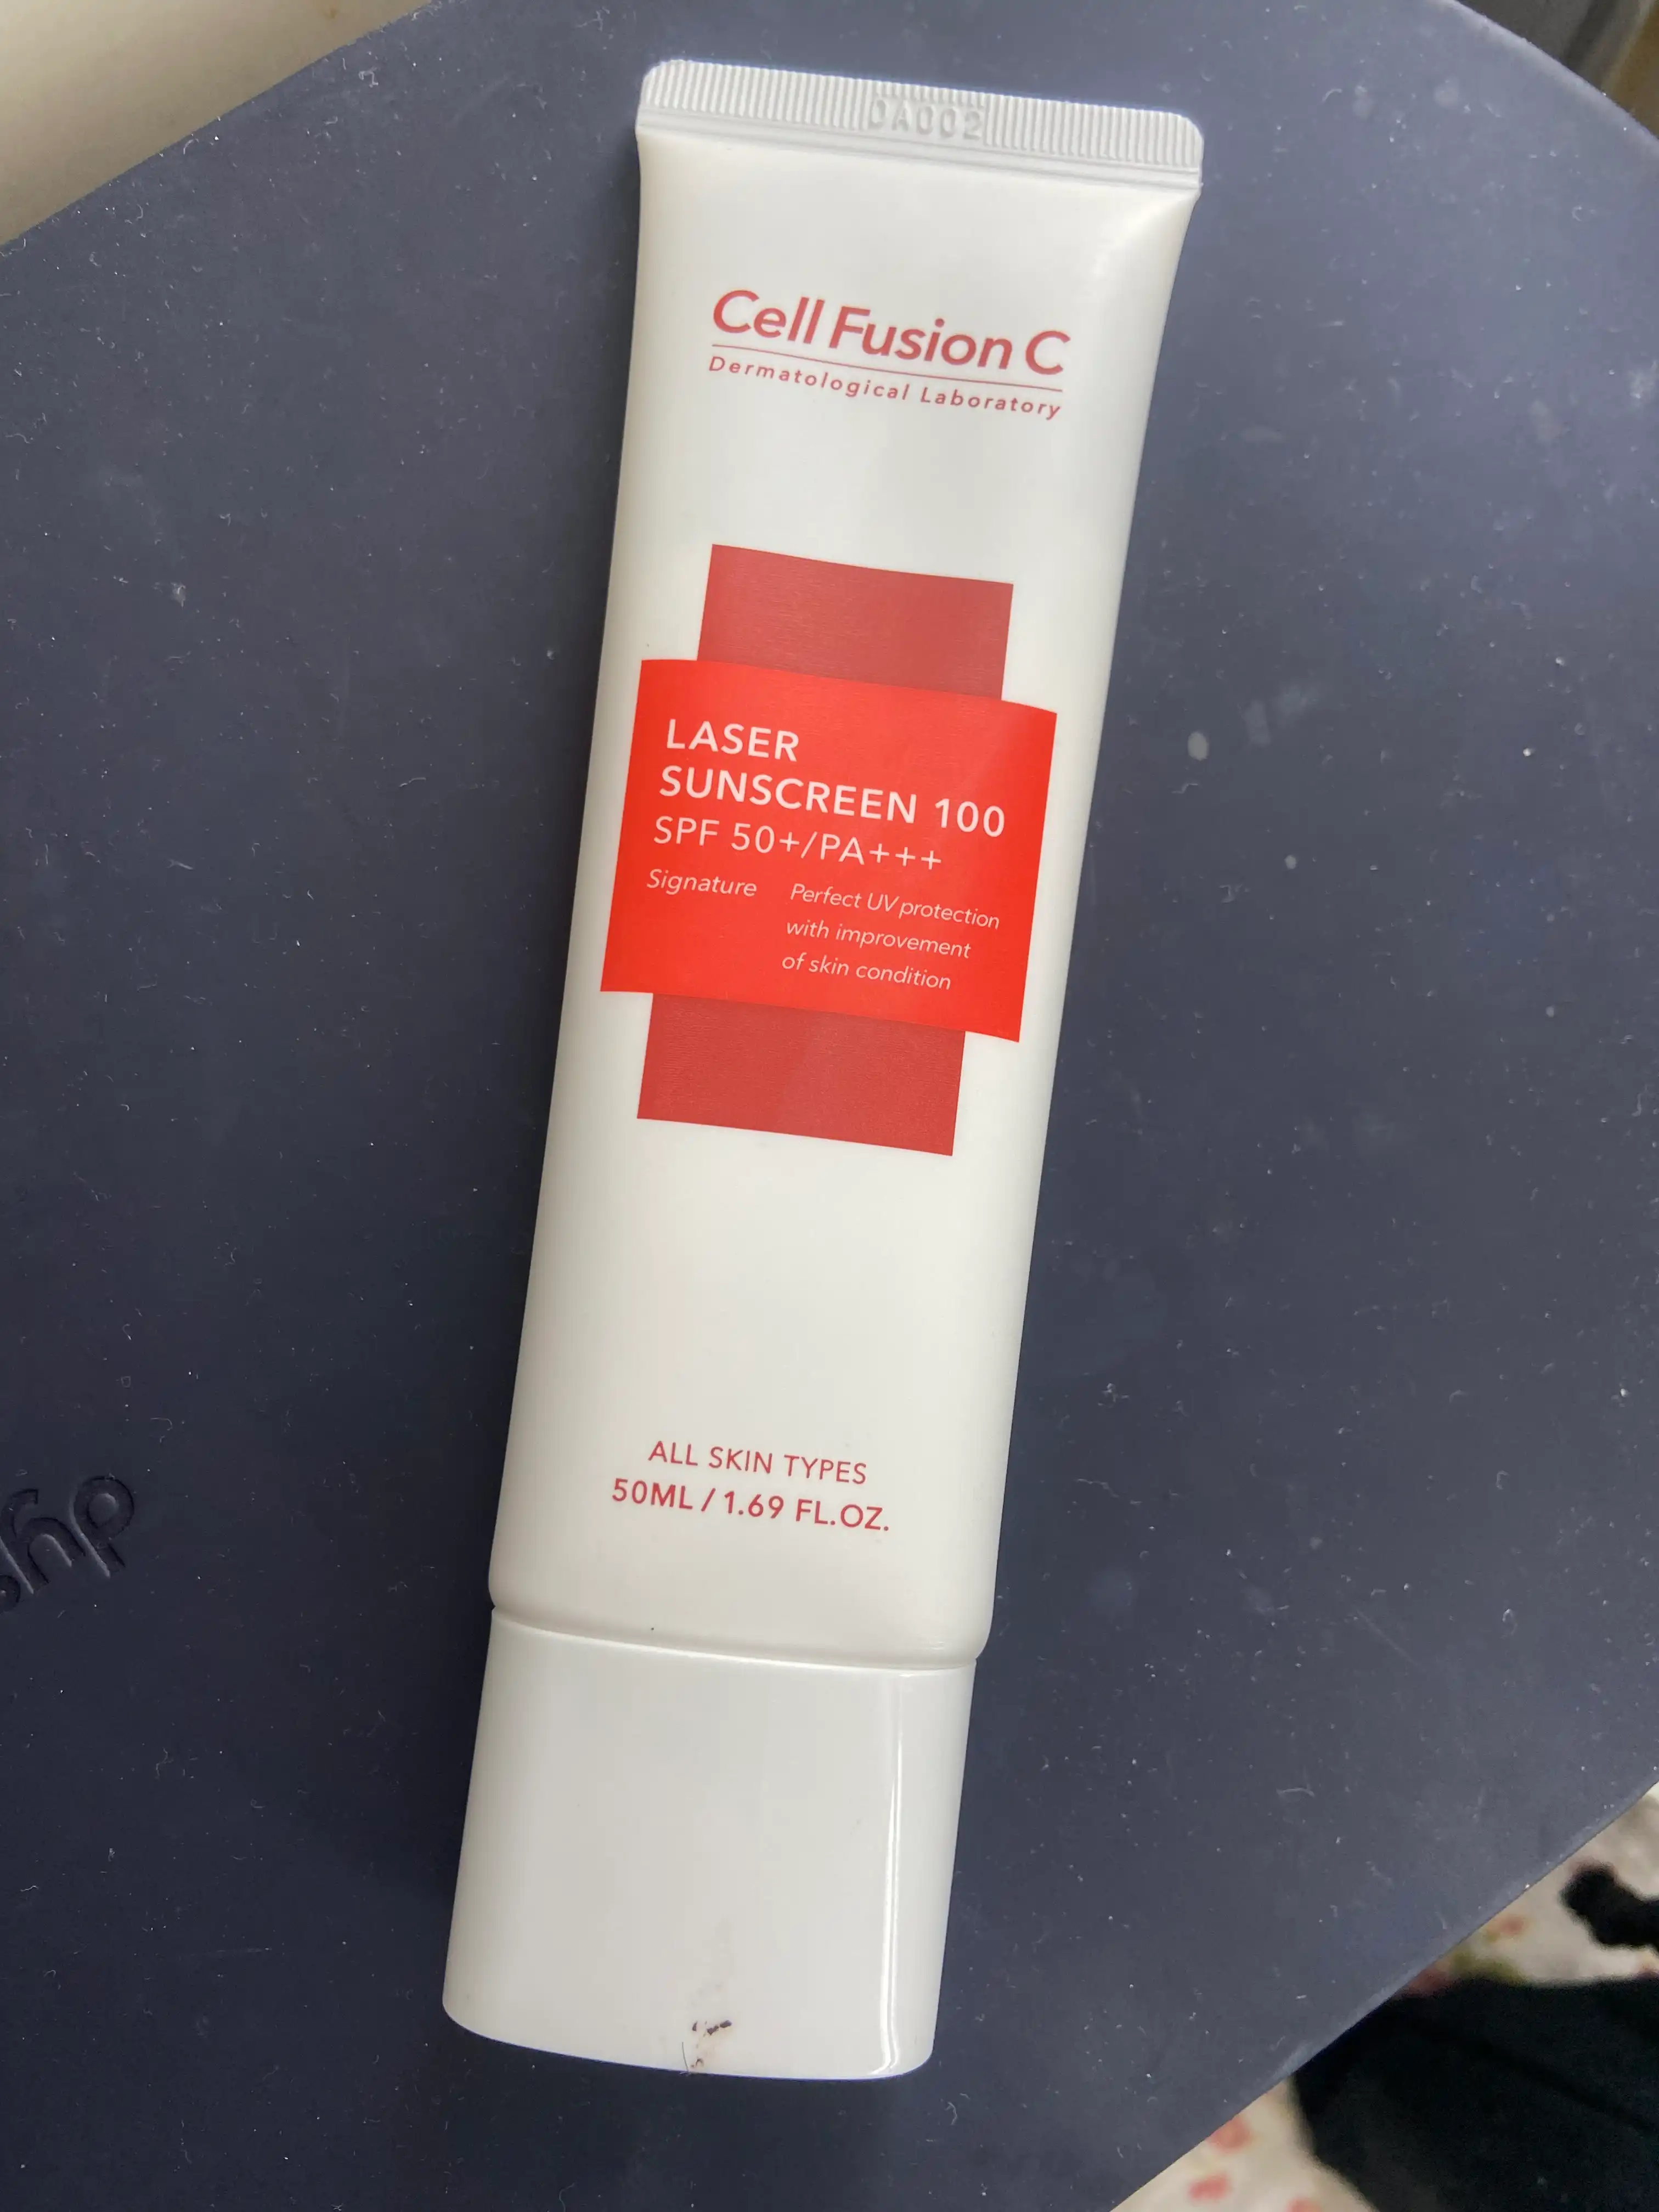 0A002
Cell Fusion C
Dermatological Laboratory
LASER
SUNSCREEN 100
SPF 50+/PA+++
Signature
Perfect UV protection
with improvement
of skin condition
ALL SKIN TYPES
50ML / 1.69 FL.OZ.